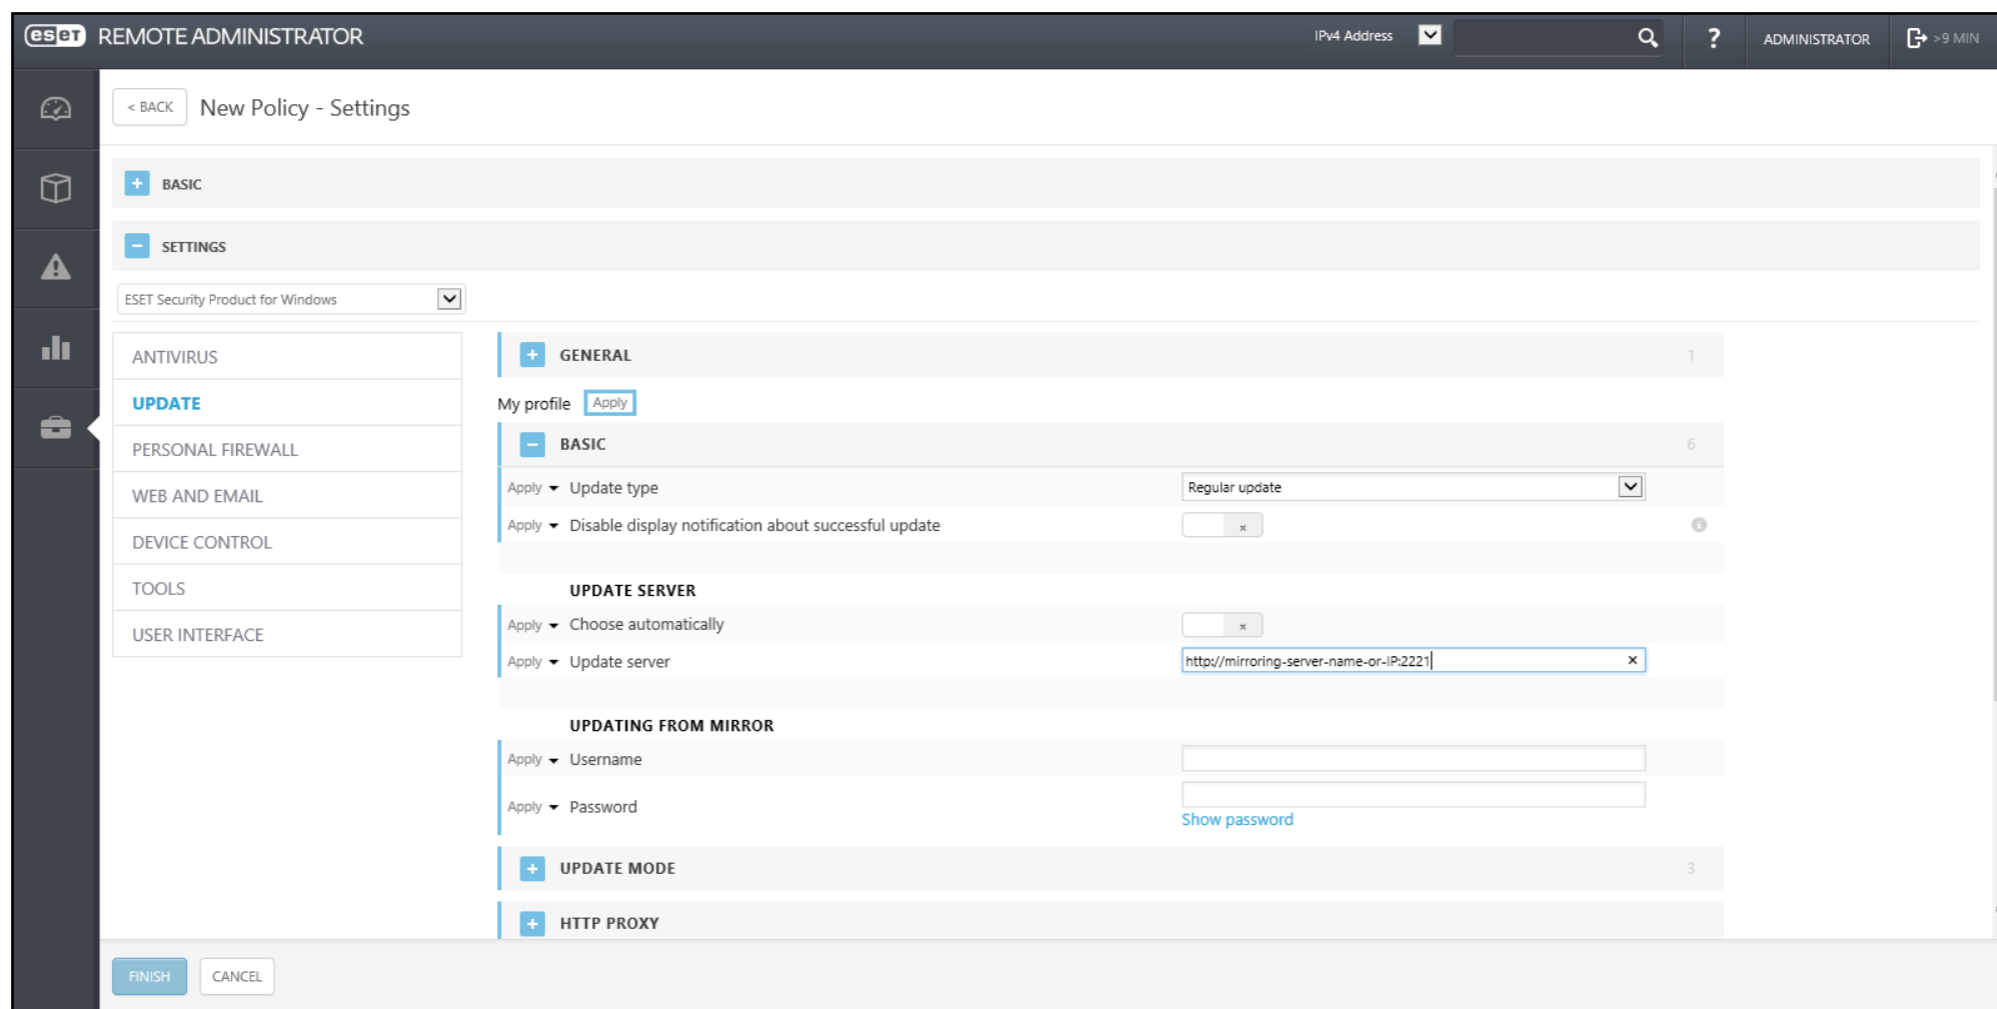 eset REMOTE ADMINISTRATOR IPv4 Address ? ADMINISTRATOR >9 MIN
< BACK New Policy - Settings
+ BASIC
− SETTINGS
ESET Security Product for Windows
ANTIVIRUS
UPDATE
PERSONAL FIREWALL
WEB AND EMAIL
DEVICE CONTROL
TOOLS
USER INTERFACE
+ GENERAL 1
My profile Apply
− BASIC 6
Apply Update type Regular update
Apply Disable display notification about successful update x
UPDATE SERVER
Apply Choose automatically x
Apply Update server http://mirroring-server-name-or-IP:2221 ×
UPDATING FROM MIRROR
Apply Username
Apply Password
Show password
+ UPDATE MODE 3
+ HTTP PROXY
FINISH CANCEL